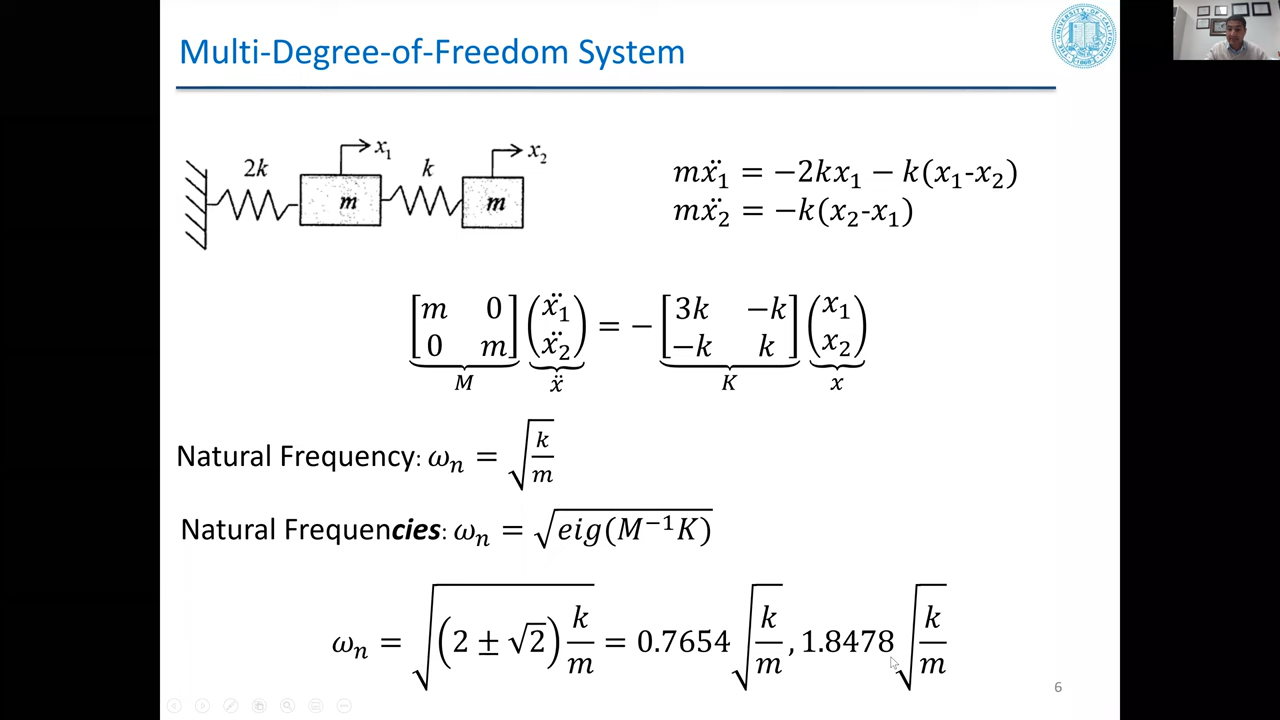 Multi-Degree-of-Freedom System
2k
x₁
k
x₂
m
m
mẍ₁ = −2kx₁ − k(x₁-x₂)
mẍ₂ = −k(x₂-x₁)
[m 0; 0 m] (ẍ₁; ẍ₂) = − [3k −k; −k k] (x₁; x₂)
M ẍ K x
Natural Frequency: ωₙ = √(k/m)
Natural Frequencies: ωₙ = √(eig(M⁻¹K))
ωₙ = √((2 ± √2) k/m) = 0.7654 √(k/m), 1.8478 √(k/m)
6